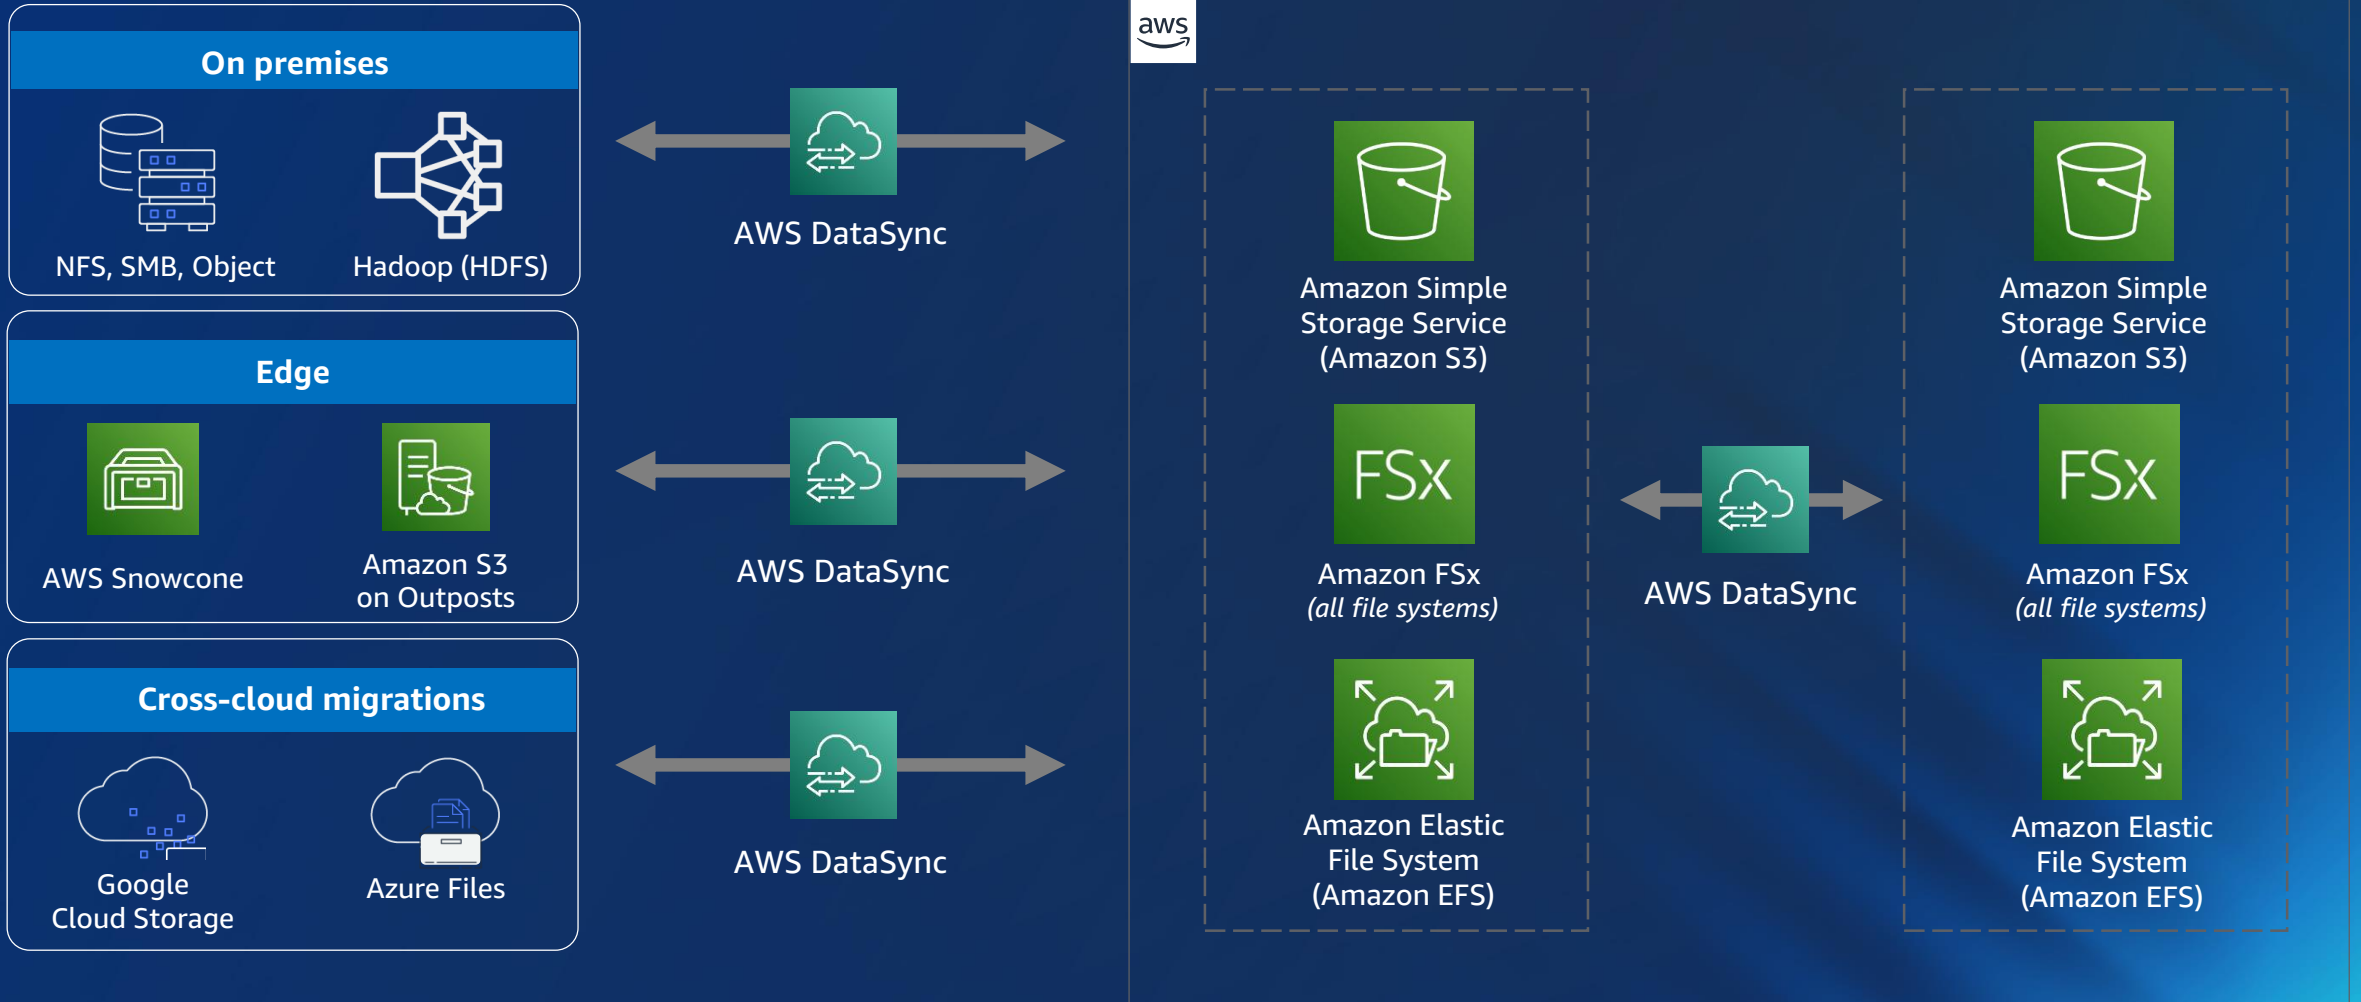 On premises
NFS, SMB, Object
Hadoop (HDFS)
AWS DataSync
Edge
AWS Snowcone
Amazon S3
on Outposts
AWS DataSync
Cross-cloud migrations
Google
Cloud Storage
Azure Files
AWS DataSync
aws
Amazon Simple
Storage Service
(Amazon S3)
FSx
Amazon FSx
(all file systems)
Amazon Elastic
File System
(Amazon EFS)
AWS DataSync
Amazon Simple
Storage Service
(Amazon S3)
FSx
Amazon FSx
(all file systems)
Amazon Elastic
File System
(Amazon EFS)